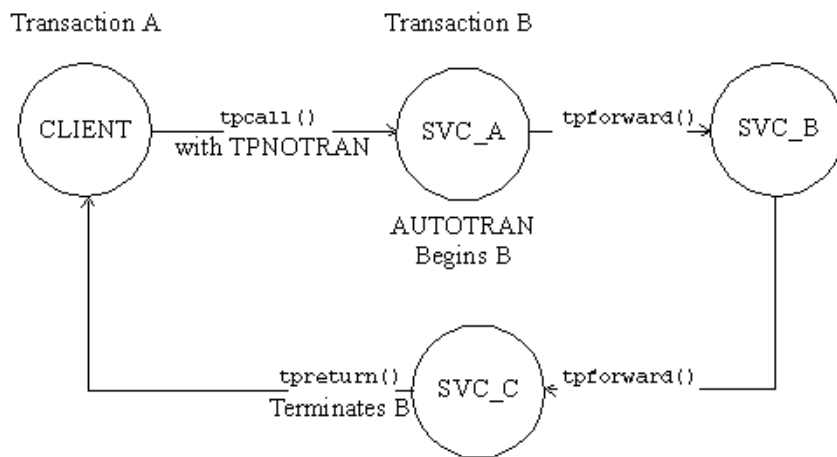 Transaction A
Transaction B
CLIENT
tpcall()
with TPNOTRAN
SVC_A
tpforward()
SVC_B
AUTOTRAN
Begins B
tpreturn()
Terminates B
SVC_C
tpforward()